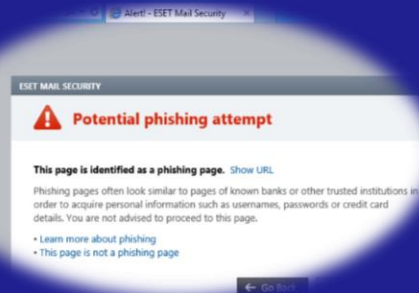 Alert! - ESET Mail Security
ESET MAIL SECURITY
Potential phishing attempt
This page is identified as a phishing page. Show URL
Phishing pages often look similar to pages of known banks or other trusted institutions in
order to acquire personal information such as usernames, passwords or credit card
details. You are not advised to proceed to this page.
• Learn more about phishing
• This page is not a phishing page
← Go Back